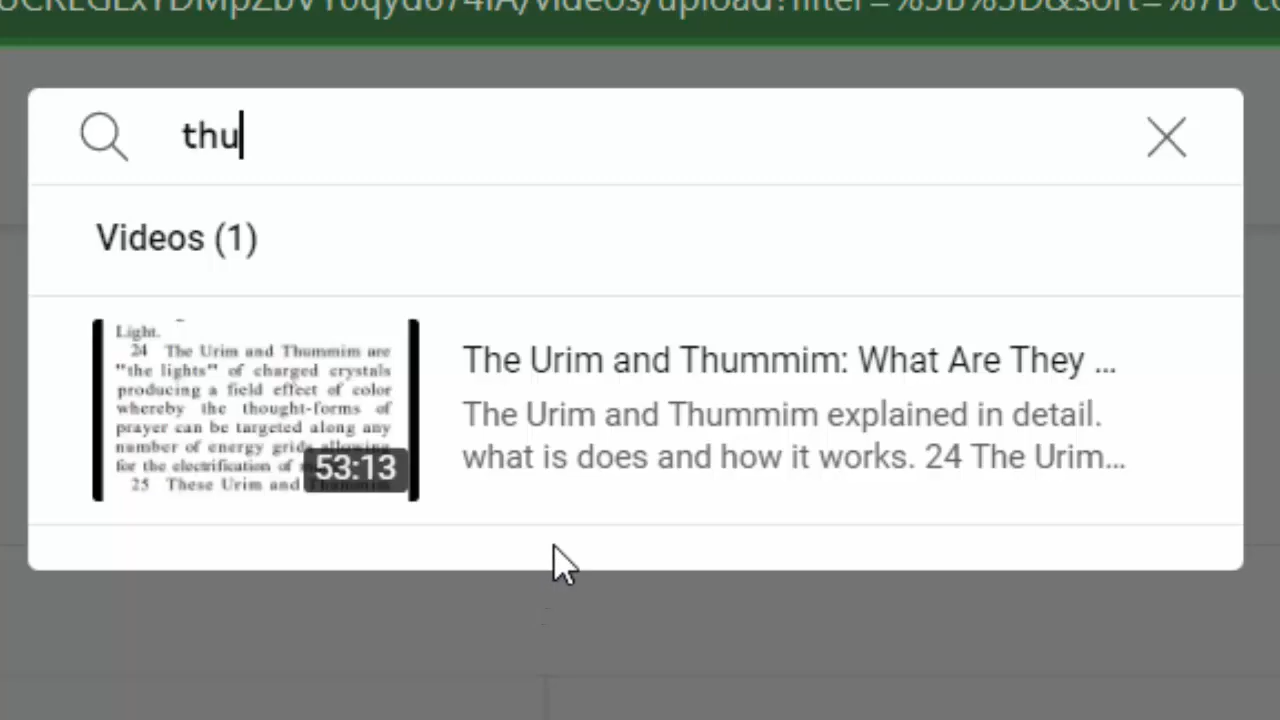 thu
Videos (1)
Light.
24 The Urim and Thummim are
"the lights" of charged crystals
producing a field effect of color
whereby the thought-forms of
prayer can be targeted along any
number of energy grids allowing
for the electrification of
25 These Urim and Thummim
53:13
The Urim and Thummim: What Are They ...
The Urim and Thummim explained in detail.
what is does and how it works. 24 The Urim...